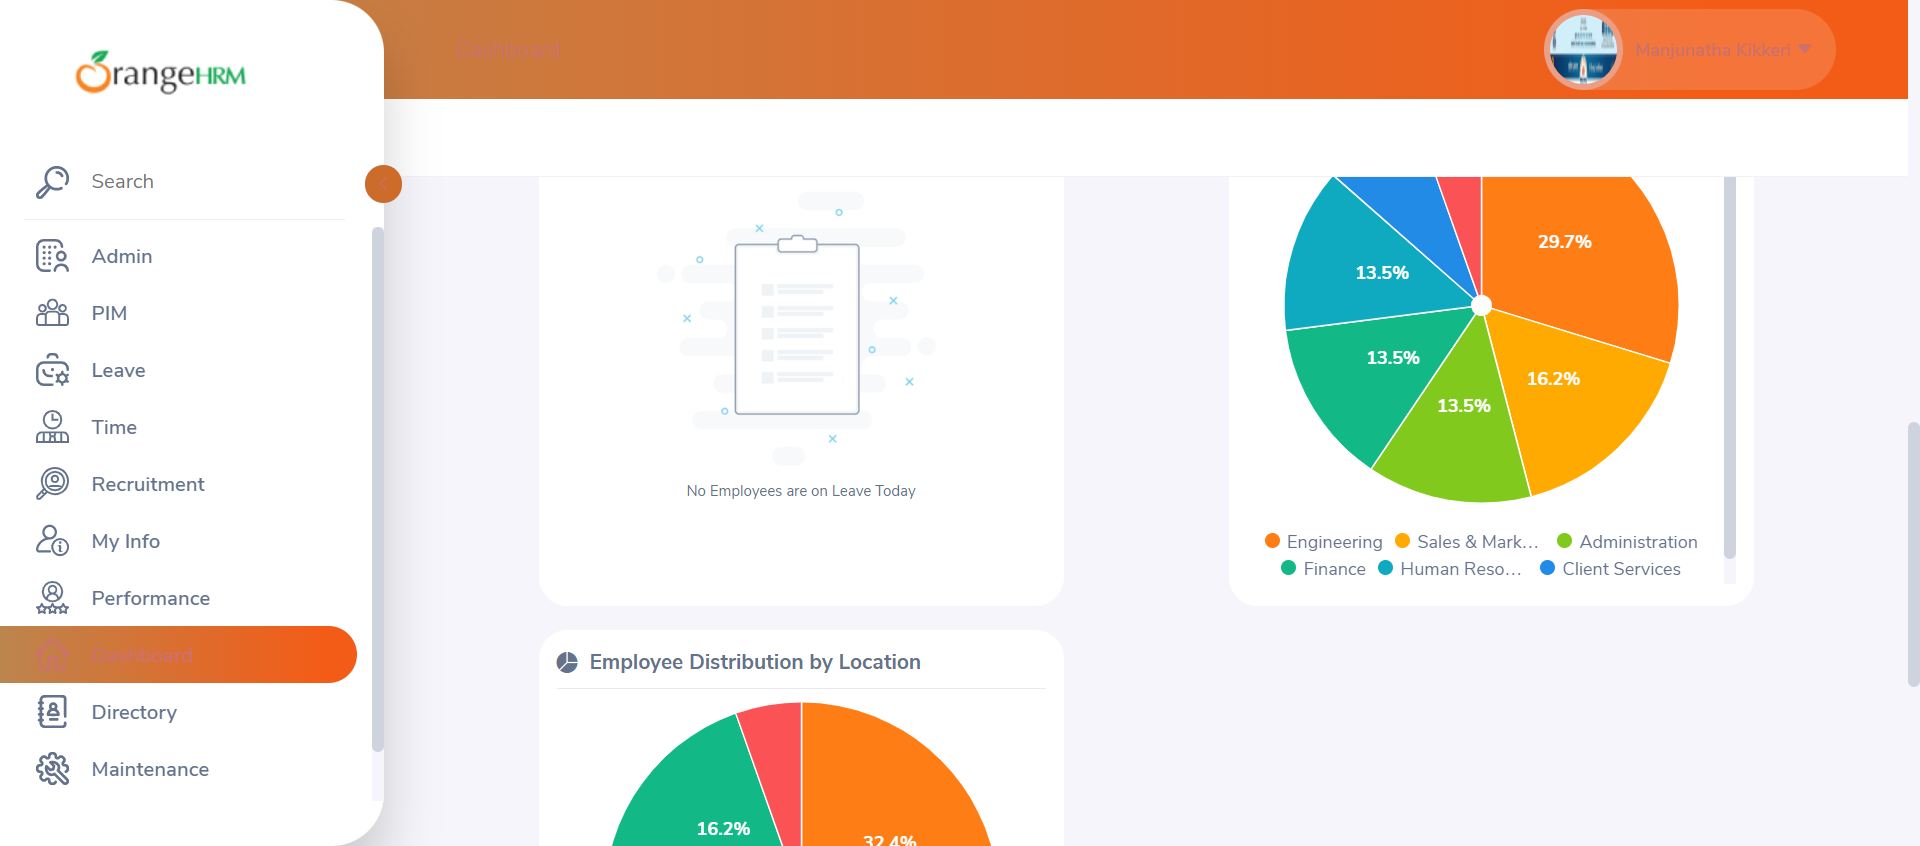 OrangeHRM
Dashboard
Manjunatha Kikkeri
Search
Admin
PIM
Leave
Time
Recruitment
My Info
Performance
Dashboard
Directory
Maintenance
No Employees are on Leave Today
29.7%
13.5%
13.5%
16.2%
13.5%
Engineering Sales & Mark... Administration
Finance Human Reso... Client Services
Employee Distribution by Location
16.2%
32.4%